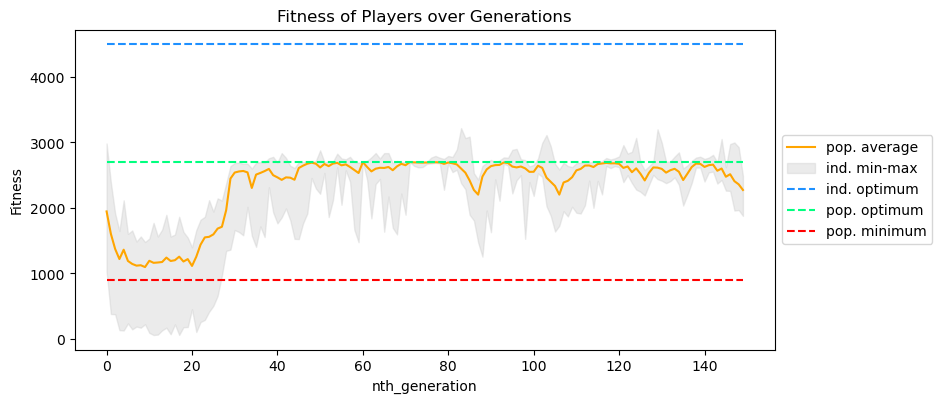 Fitness of Players over Generations
Fitness
4000
3000
2000
1000
0
0
20
40
60
80
100
120
140
nth_generation
pop. average
ind. min-max
ind. optimum
pop. optimum
pop. minimum